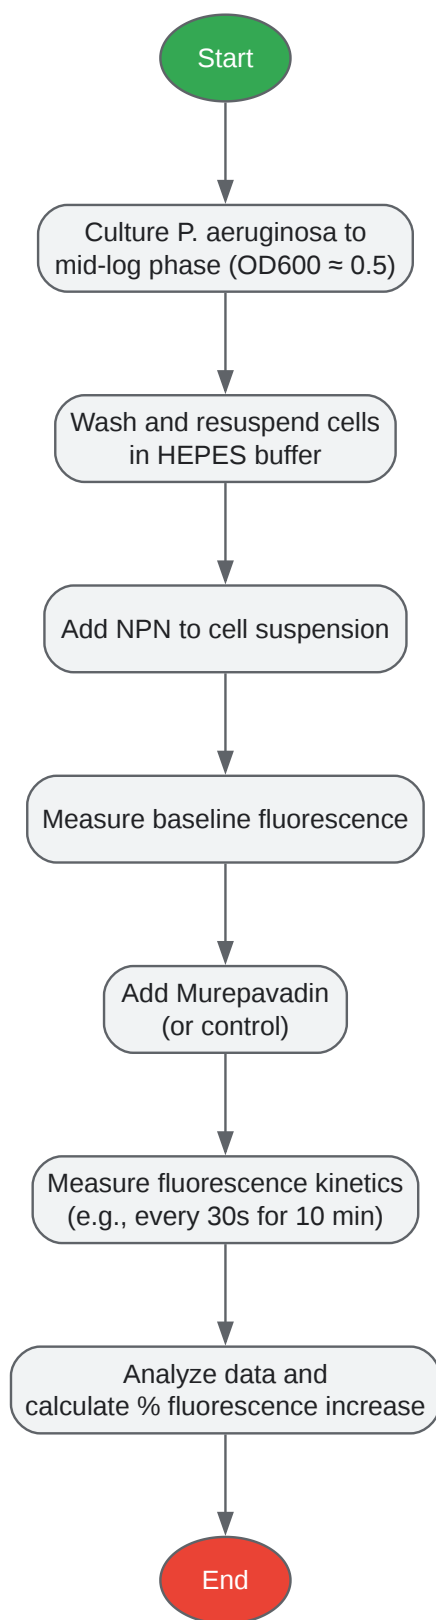 Start
Culture P. aeruginosa to
mid-log phase (OD600 ≈ 0.5)
Wash and resuspend cells
in HEPES buffer
Add NPN to cell suspension
Measure baseline fluorescence
Add Murepavadin
(or control)
Measure fluorescence kinetics
(e.g., every 30s for 10 min)
Analyze data and
calculate % fluorescence increase
End